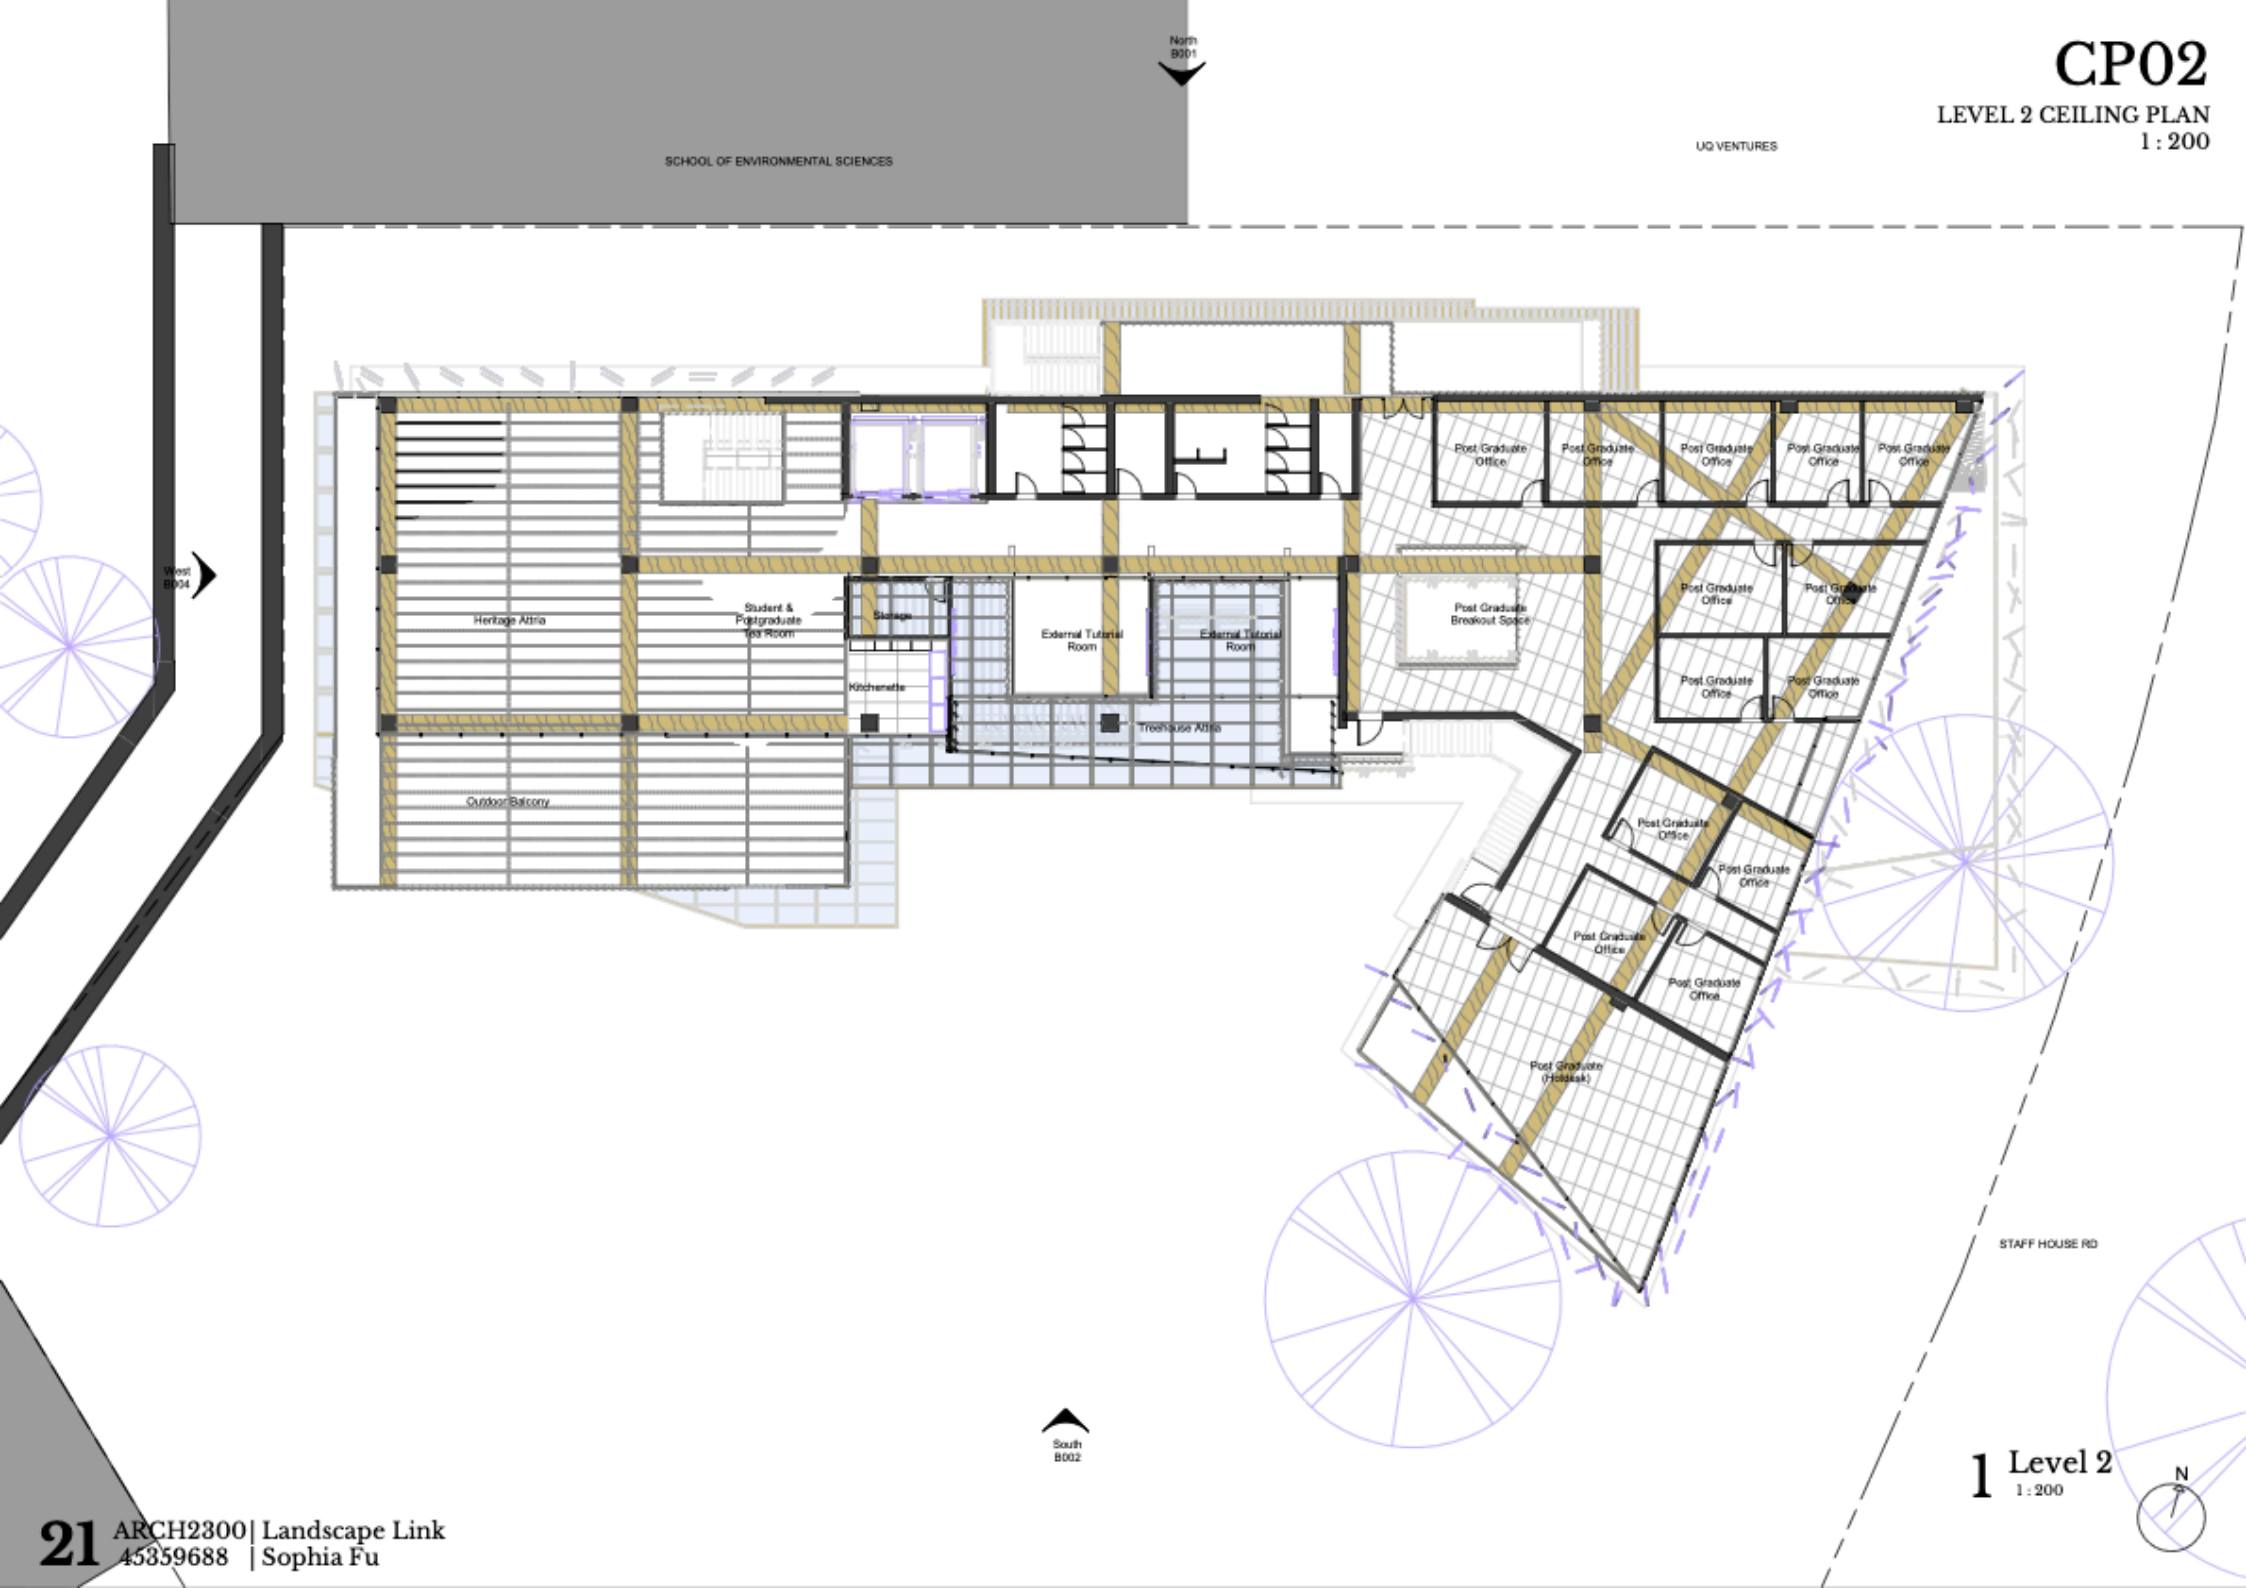 North
B001
CP02
LEVEL 2 CEILING PLAN
1 : 200
UQ VENTURES
SCHOOL OF ENVIRONMENTAL SCIENCES
West
B004
Post Graduate
Office
Post Graduate
Office
Post Graduate
Office
Post Graduate
Office
Post Graduate
Office
Post Graduate
Office
Post Graduate
Office
Heritage Attria
Student &
Postgraduate
Tea Room
Storage
External Tutorial
Room
External Tutorial
Room
Post Graduate
Breakout Space
Kitchenette
Post Graduate
Office
Post Graduate
Office
Treehouse Attria
Outdoor Balcony
Post Graduate
Office
Post Graduate
Office
Post Graduate
Office
Post Graduate
Office
Post Graduate
(Hotdesk)
STAFF HOUSE RD
South
B002
1 Level 2
1 : 200
N
21 ARCH2300| Landscape Link
45359688 | Sophia Fu